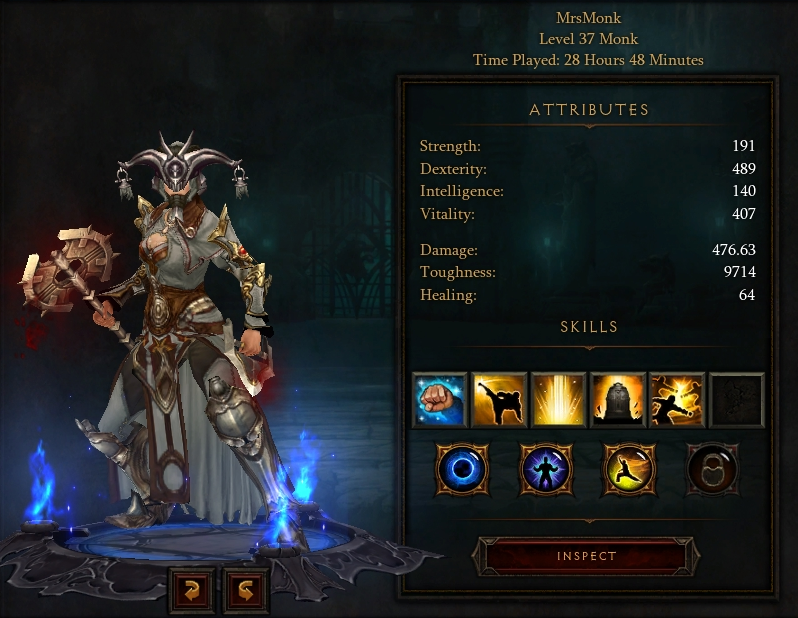 MrsMonk
Level 37 Monk
Time Played: 28 Hours 48 Minutes
ATTRIBUTES
Strength: 191
Dexterity: 489
Intelligence: 140
Vitality: 407
Damage: 476.63
Toughness: 9714
Healing: 64
SKILLS
INSPECT